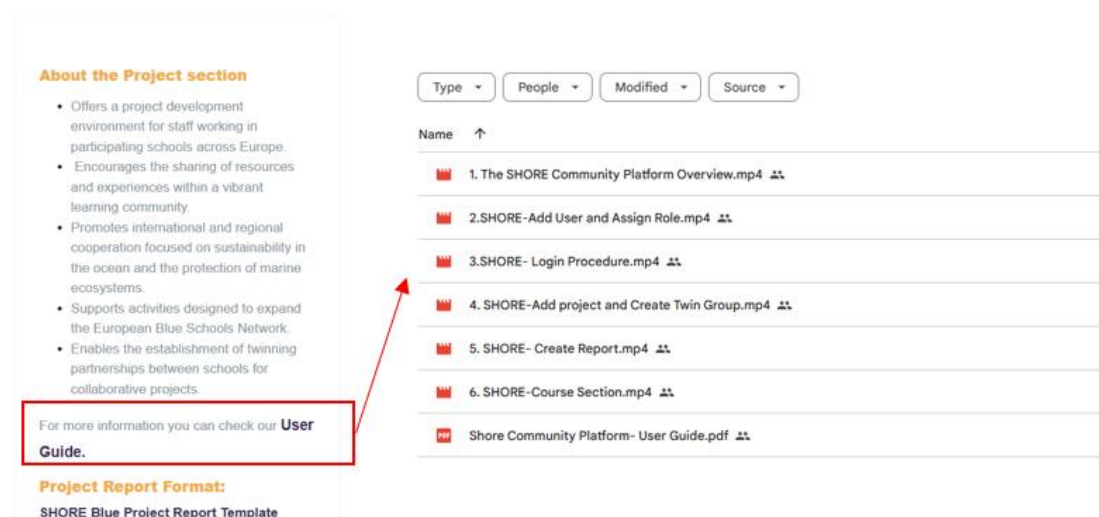 About the Project section
• Offers a project development
environment for staff working in
participating schools across Europe.
• Encourages the sharing of resources
and experiences within a vibrant
learning community.
• Promotes international and regional
cooperation focused on sustainability in
the ocean and the protection of marine
ecosystems.
• Supports activities designed to expand
the European Blue Schools Network.
• Enables the establishment of twinning
partnerships between schools for
collaborative projects.
For more information you can check our User
Guide.
Project Report Format:
SHORE Blue Project Report Template
Type People Modified Source
Name
1. The SHORE Community Platform Overview.mp4
2.SHORE-Add User and Assign Role.mp4
3.SHORE- Login Procedure.mp4
4. SHORE-Add project and Create Twin Group.mp4
5. SHORE- Create Report.mp4
6. SHORE-Course Section.mp4
PDF Shore Community Platform- User Guide.pdf